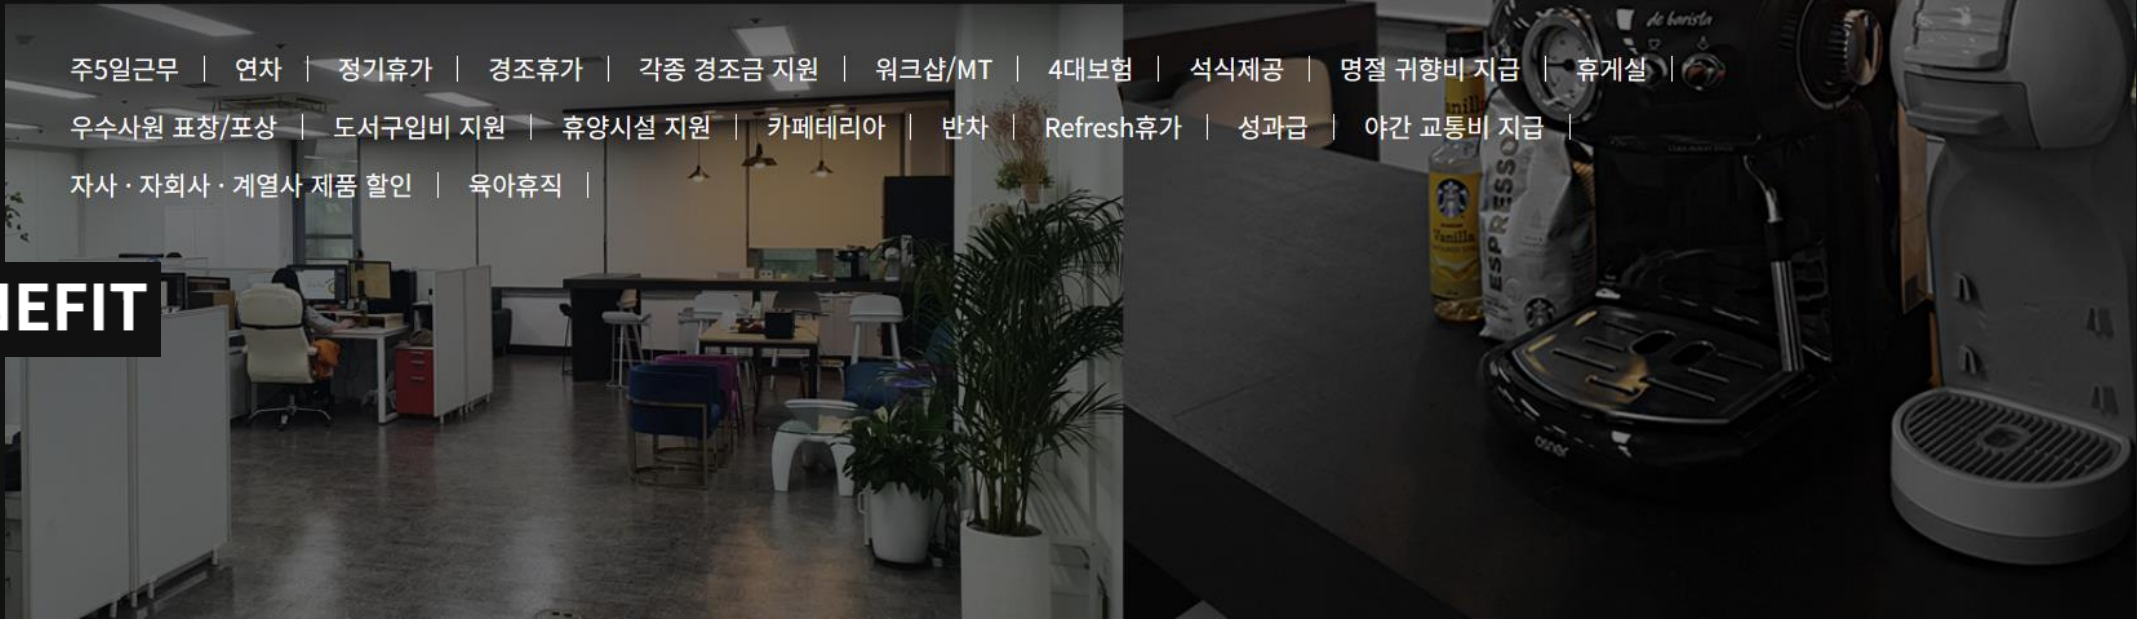 주5일근무 | 연차 | 정기휴가 | 경조휴가 | 각종 경조금 지원 | 워크샵/MT | 4대보험 | 석식제공 | 명절 귀향비 지급 | 휴게실 |
우수사원 표창/포상 | 도서구입비 지원 | 휴양시설 지원 | 카페테리아 | 반차 | Refresh휴가 | 성과급 | 야간 교통비 지급 |
자사 · 자회사 · 계열사 제품 할인 | 육아휴직 |
NEFIT
de barista
Vanilla
ESPRESSO